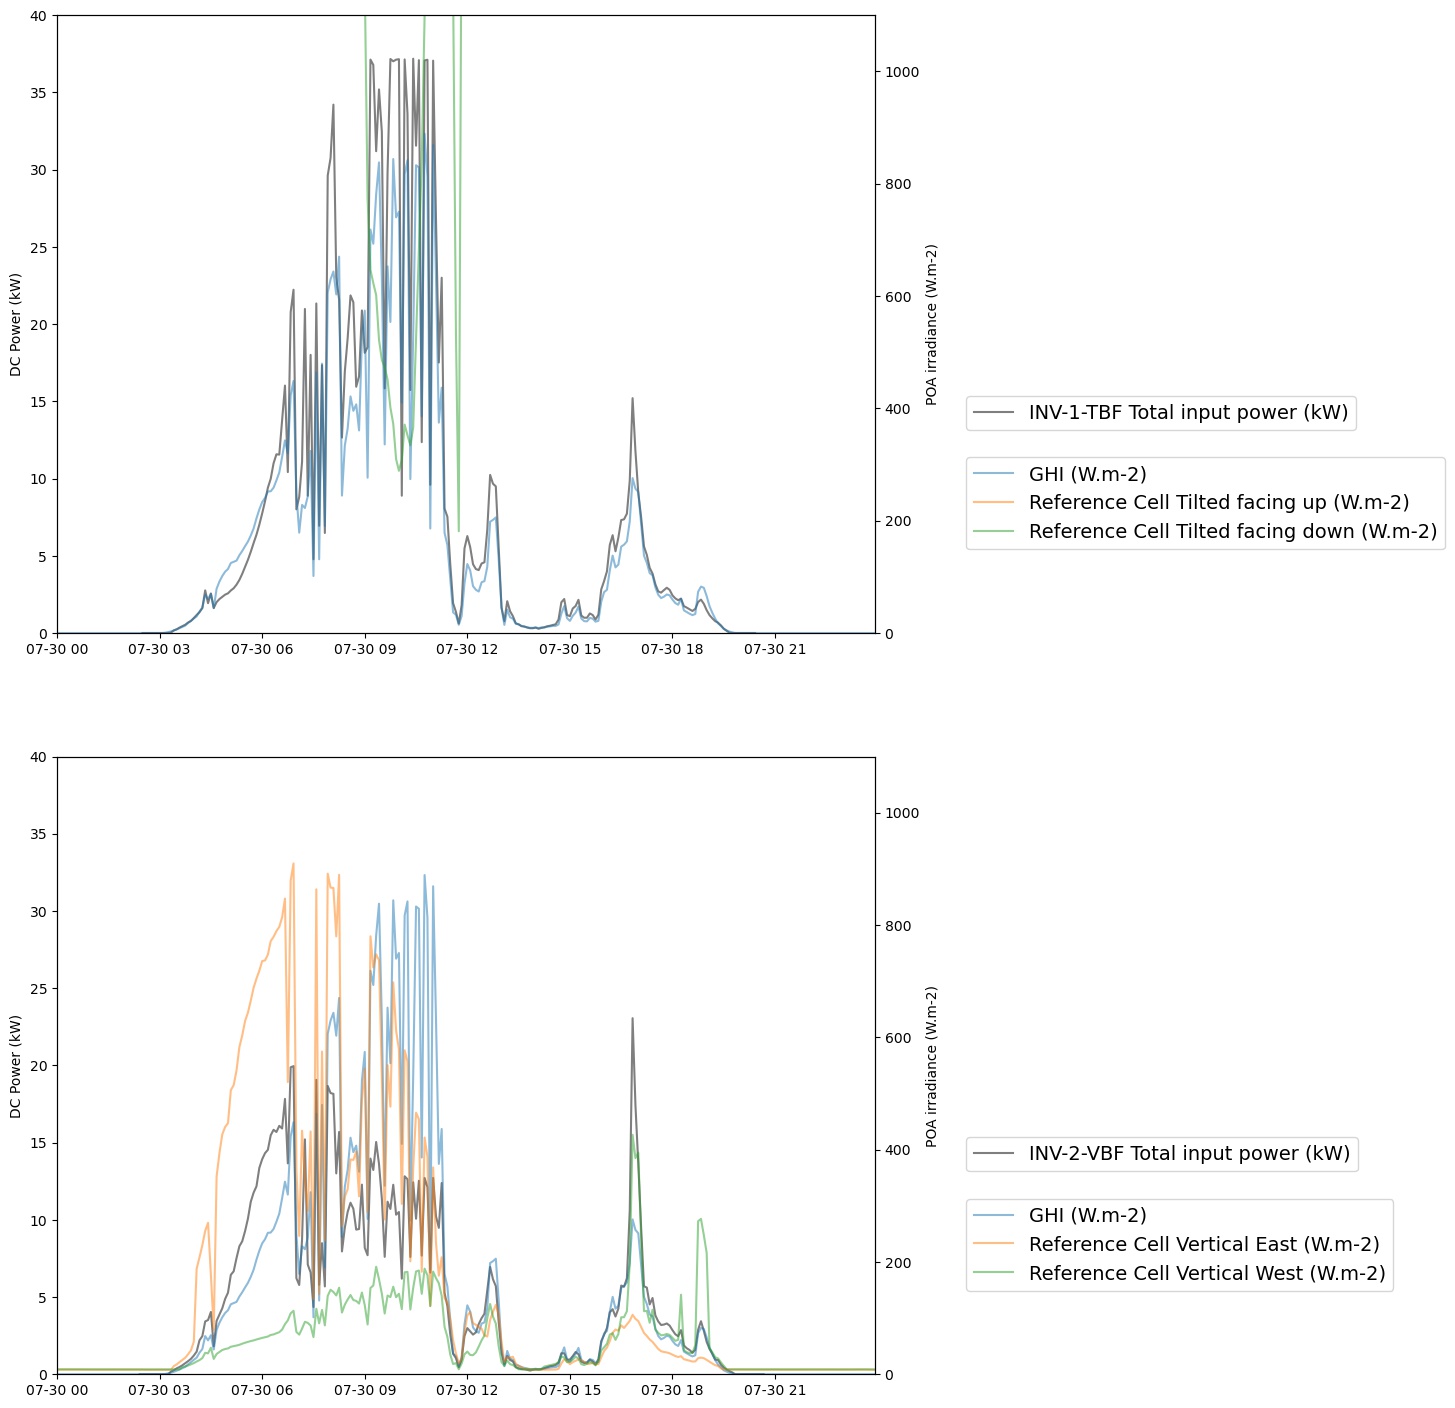 40
35
30
25
20
15
10
5
0
DC Power (kW)
1000
800
600
400
200
0
POA irradiance (W.m-2)
07-30 00 07-30 03 07-30 06 07-30 09 07-30 12 07-30 15 07-30 18 07-30 21
INV-1-TBF Total input power (kW)
GHI (W.m-2)
Reference Cell Tilted facing up (W.m-2)
Reference Cell Tilted facing down (W.m-2)
40
35
30
25
20
15
10
5
0
DC Power (kW)
1000
800
600
400
200
0
POA irradiance (W.m-2)
07-30 00 07-30 03 07-30 06 07-30 09 07-30 12 07-30 15 07-30 18 07-30 21
INV-2-VBF Total input power (kW)
GHI (W.m-2)
Reference Cell Vertical East (W.m-2)
Reference Cell Vertical West (W.m-2)